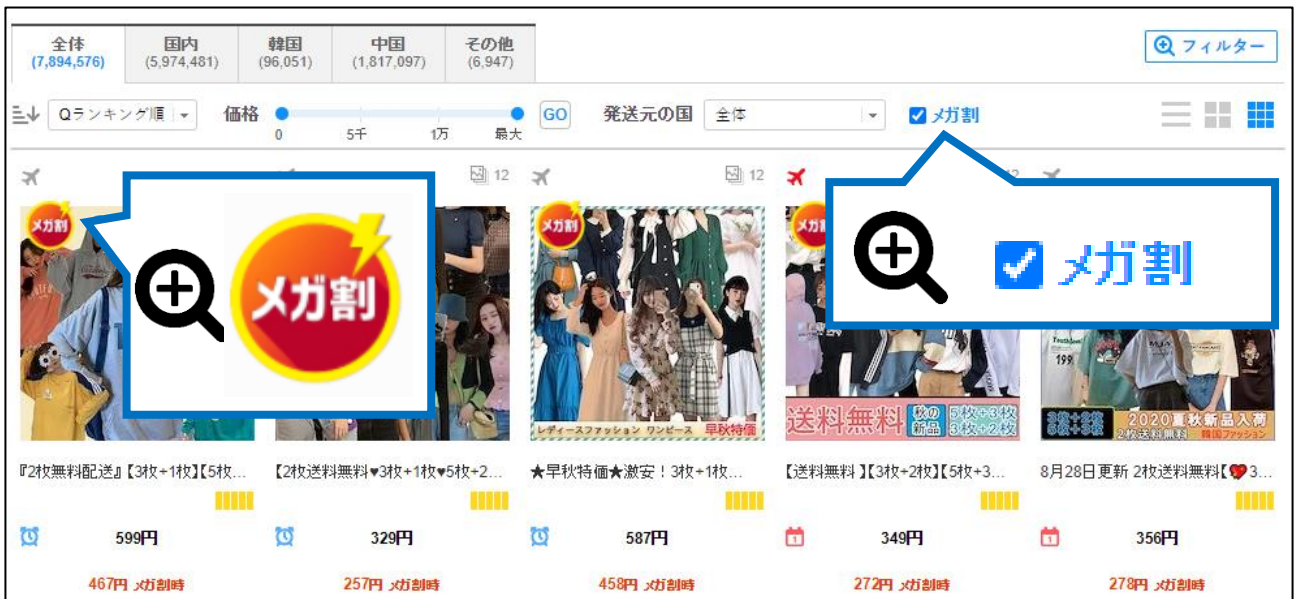 全体 国内 韓国 中国 その他
(7,894,576) (5,974,481) (96,051) (1,817,097) (6,947)
フィルター
Qランキング順 価格 GO 発送元の国 全体 メガ割
0 5千 1万 最大
12 12 12
メガ割 メガ割
メガ割
メガ割
送料無料 秋の新品 5枚+3枚 3枚+2枚
199
レディースファッション ワンピース 早秋特価
3枚+2枚
2020夏秋新品入荷
2枚送料無料 韓国ファッション
『2枚無料配送』【3枚+1枚】【5枚... 【2枚送料無料♥3枚+1枚♥5枚+2... ★早秋特価★激安！3枚+1枚... 【送料無料】【3枚+2枚】【5枚+3... 8月28日更新 2枚送料無料【💖3...
599円 329円 587円 349円 356円
467円 メガ割時 257円 メガ割時 458円 メガ割時 272円 メガ割時 278円 メガ割時